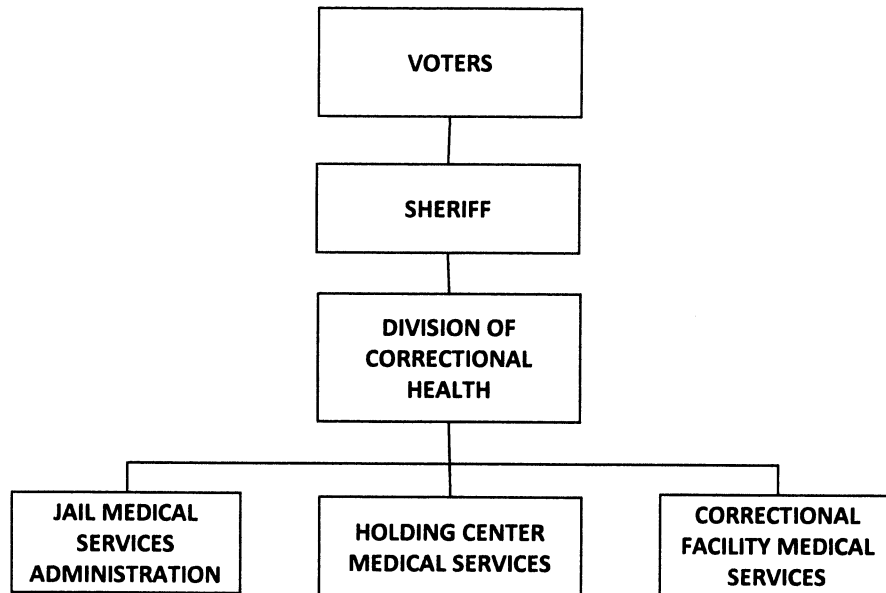 VOTERS
SHERIFF
DIVISION OF
CORRECTIONAL
HEALTH
JAIL MEDICAL
SERVICES
ADMINISTRATION
HOLDING CENTER
MEDICAL SERVICES
CORRECTIONAL
FACILITY MEDICAL
SERVICES